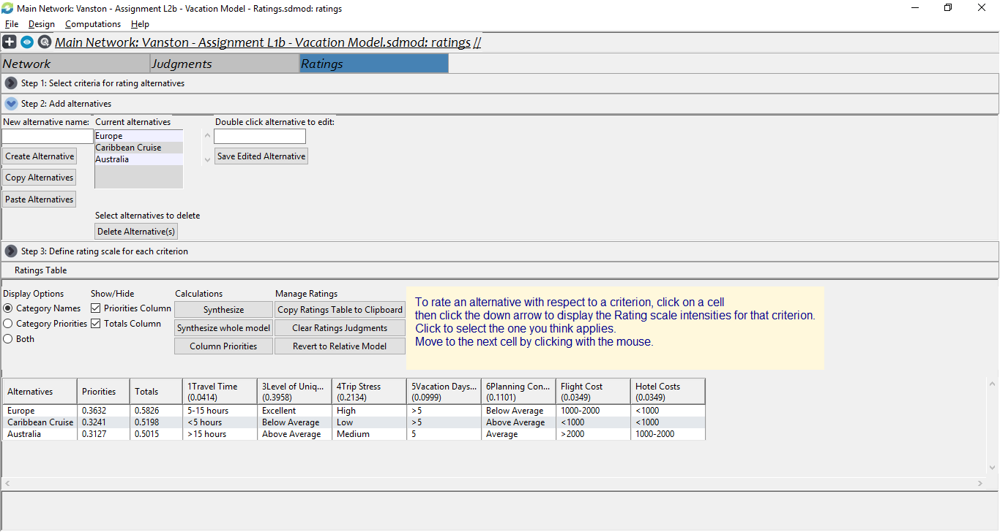 Main Network: Vanston - Assignment L2b - Vacation Model - Ratings.sdmod: ratings
File Design Computations Help
Main Network: Vanston - Assignment L1b - Vacation Model.sdmod: ratings //
Network Judgments Ratings
Step 1: Select criteria for rating alternatives
Step 2: Add alternatives
New alternative name: Current alternatives Double click alternative to edit:
Europe
Caribbean Cruise
Australia
Create Alternative Save Edited Alternative
Copy Alternatives
Paste Alternatives
Select alternatives to delete
Delete Alternative(s)
Step 3: Define rating scale for each criterion
Ratings Table
Display Options Show/Hide Calculations Manage Ratings
Category Names Priorities Column Synthesize Copy Ratings Table to Clipboard
Category Priorities Totals Column Synthesize whole model Clear Ratings Judgments
Both Column Priorities Revert to Relative Model
To rate an alternative with respect to a criterion, click on a cell
then click the down arrow to display the Rating scale intensities for that criterion.
Click to select the one you think applies.
Move to the next cell by clicking with the mouse.
Alternatives Priorities Totals 1Travel Time (0.0414) 3Level of Uniq... (0.3958) 4Trip Stress (0.2134) 5Vacation Days... (0.0999) 6Planning Con... (0.1101) Flight Cost (0.0349) Hotel Costs (0.0349)
Europe 0.3632 0.5826 5-15 hours Excellent High >5 Below Average 1000-2000 <1000
Caribbean Cruise 0.3241 0.5198 <5 hours Below Average Low >5 Above Average <1000 <1000
Australia 0.3127 0.5015 >15 hours Above Average Medium 5 Average >2000 1000-2000